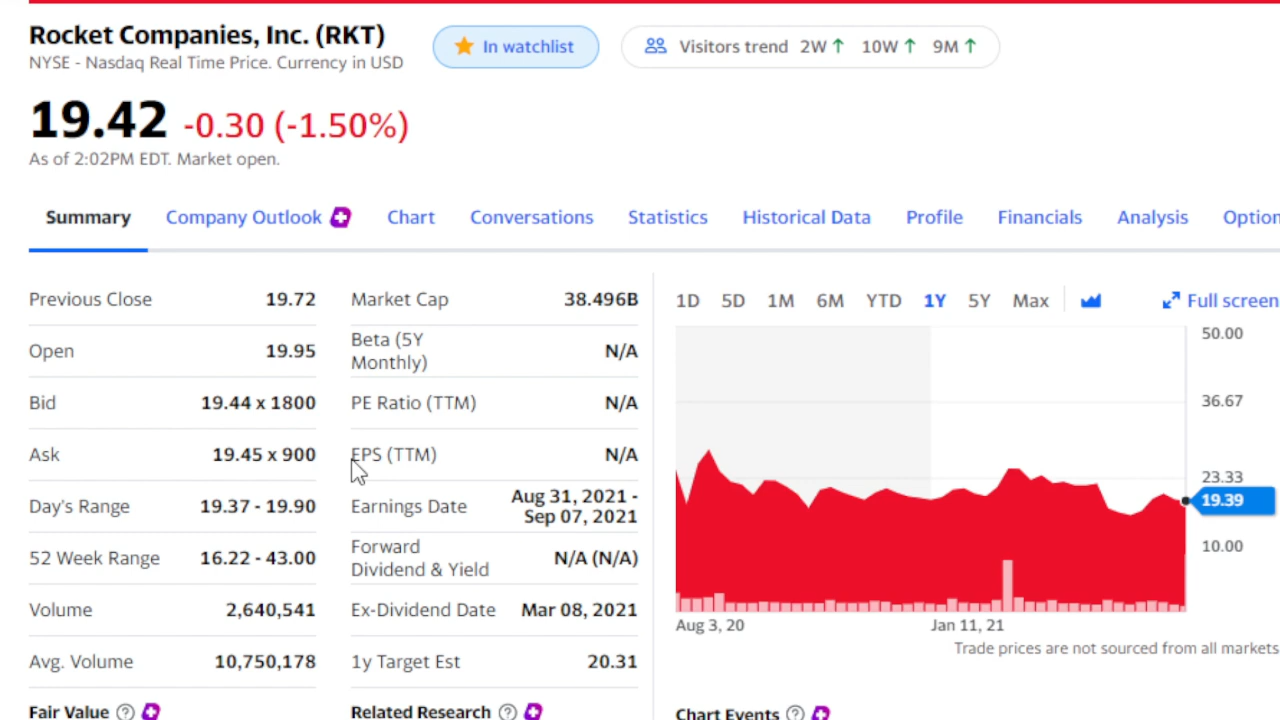 Rocket Companies, Inc. (RKT)
NYSE - Nasdaq Real Time Price. Currency in USD
In watchlist
Visitors trend 2W↑ 10W↑ 9M↑
19.42 -0.30 (-1.50%)
As of 2:02PM EDT. Market open.
Summary Company Outlook Chart Conversations Statistics Historical Data Profile Financials Analysis Option
Previous Close 19.72
Open 19.95
Bid 19.44 x 1800
Ask 19.45 x 900
Day's Range 19.37 - 19.90
52 Week Range 16.22 - 43.00
Volume 2,640,541
Avg. Volume 10,750,178
Fair Value
Market Cap 38.496B
Beta (5Y
Monthly) N/A
PE Ratio (TTM) N/A
EPS (TTM) N/A
Earnings Date Aug 31, 2021 -
Sep 07, 2021
Forward
Dividend & Yield N/A (N/A)
Ex-Dividend Date Mar 08, 2021
1y Target Est 20.31
Related Research
1D 5D 1M 6M YTD 1Y 5Y Max Full screen
50.00
36.67
23.33
19.39
10.00
Aug 3, 20 Jan 11, 21
Trade prices are not sourced from all markets
Chart Events